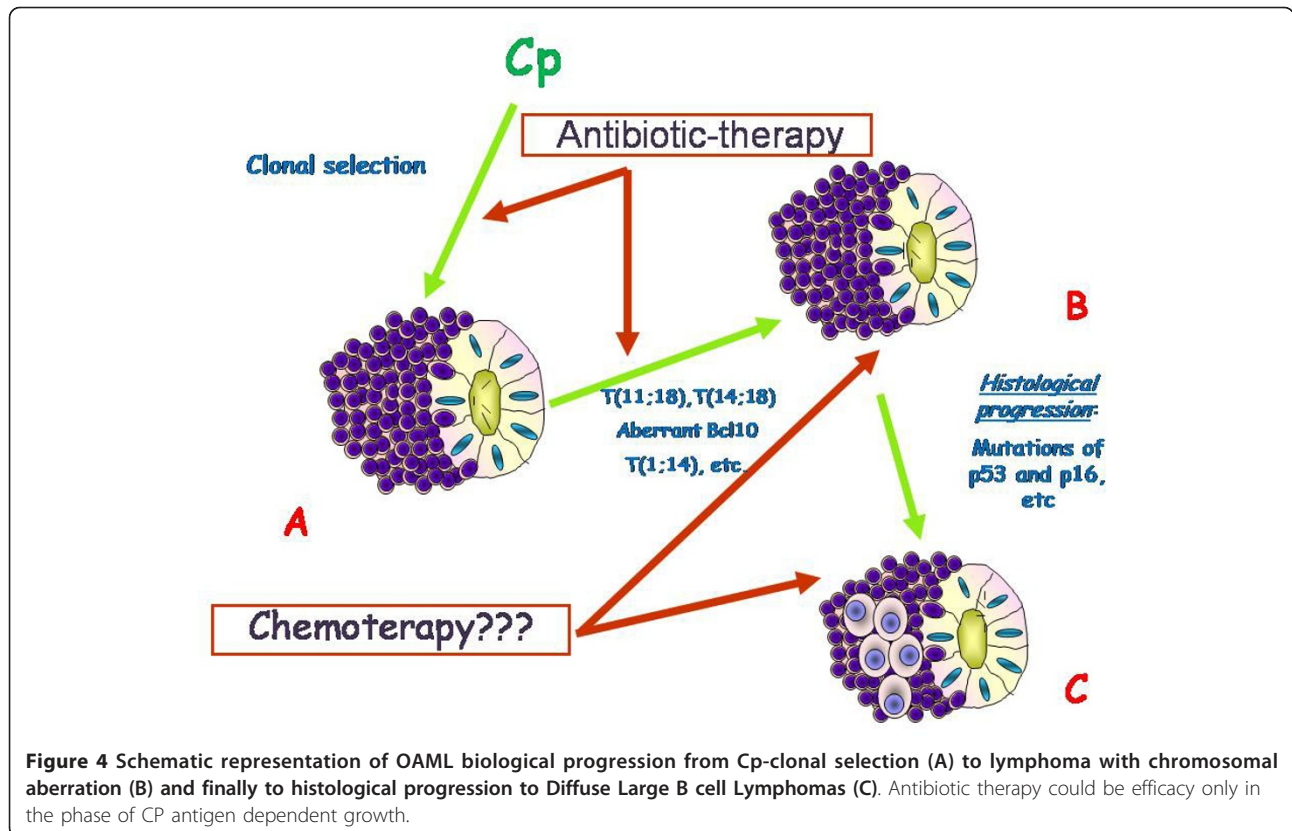 Cp
Antibiotic-therapy
Clonal selection
B
T(11;18),T(14;18)
Aberrant Bcl10
T(1;14), etc.
Histological
progression:
Mutations of
p53 and p16,
etc
A
Chemoterapy???
C
Figure 4 Schematic representation of OAML biological progression from Cp-clonal selection (A) to lymphoma with chromosomal
aberration (B) and finally to histological progression to Diffuse Large B cell Lymphomas (C). Antibiotic therapy could be efficacy only in
the phase of CP antigen dependent growth.